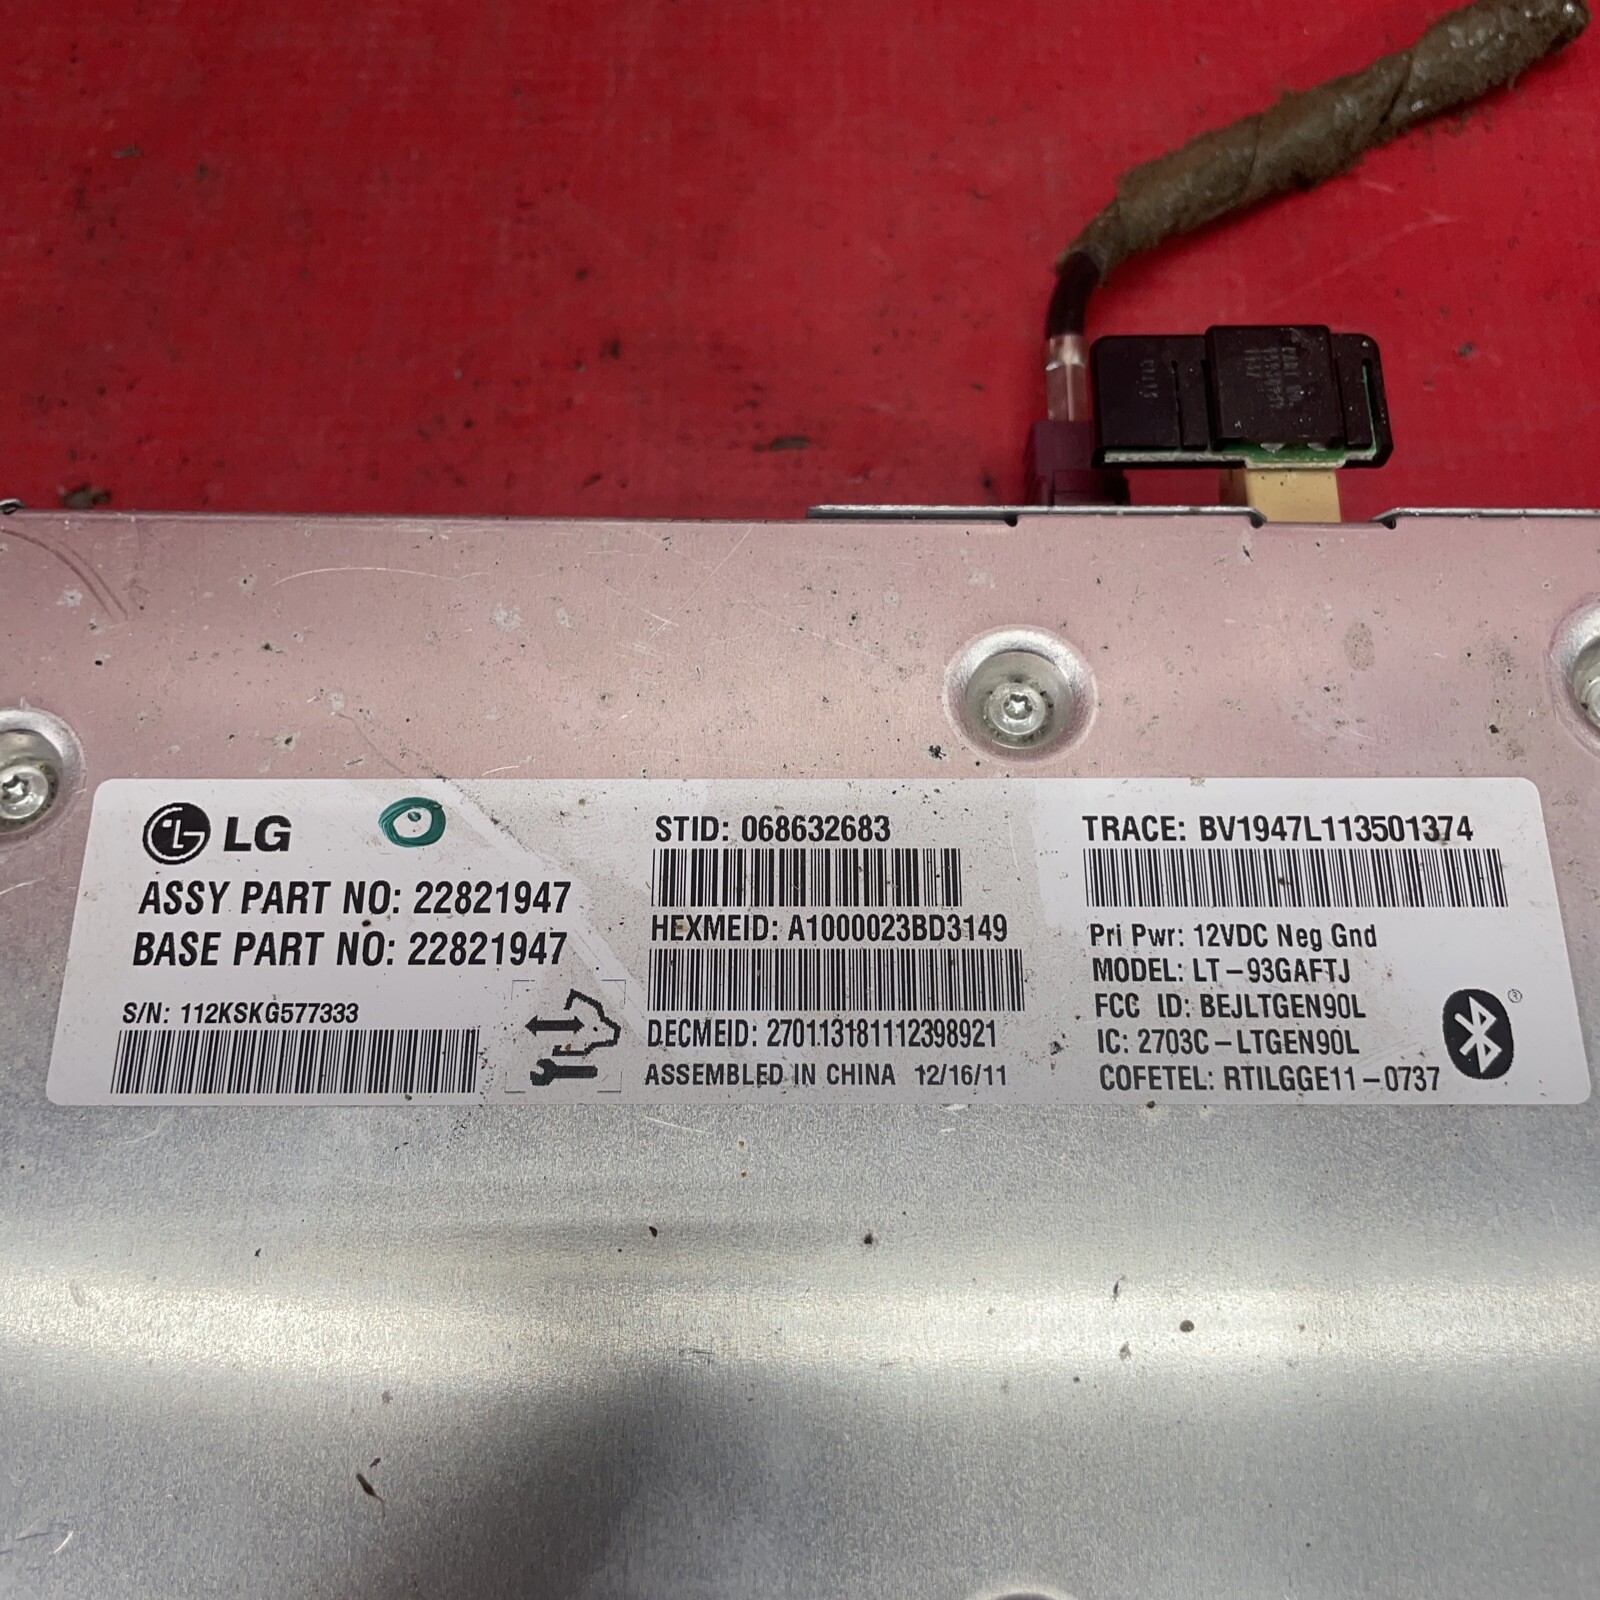 LG
ASSY PART NO: 22821947
BASE PART NO: 22821947
S/N: 112KSKG577333
STID: 068632683
HEXMEID: A1000023BD3149
DECMEID: 270113181112398921
ASSEMBLED IN CHINA 12/16/11
TRACE: BV1947L113501374
Pri Pwr: 12VDC Neg Gnd
MODEL: LT-93GAFTJ
FCC ID: BEJLTGEN90L
IC: 2703C-LTGEN90L
COFETEL: RTILGGE11-0737
®